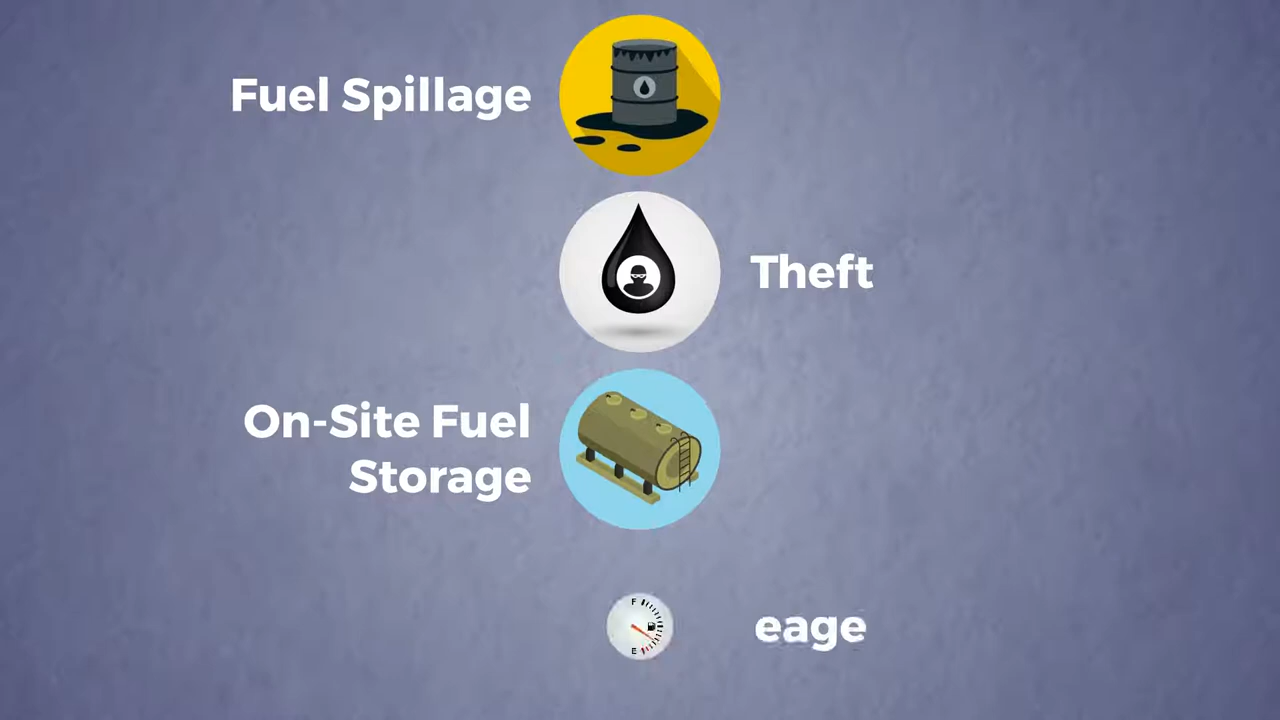 Fuel Spillage
Theft
On-Site Fuel
Storage
F
E
eage